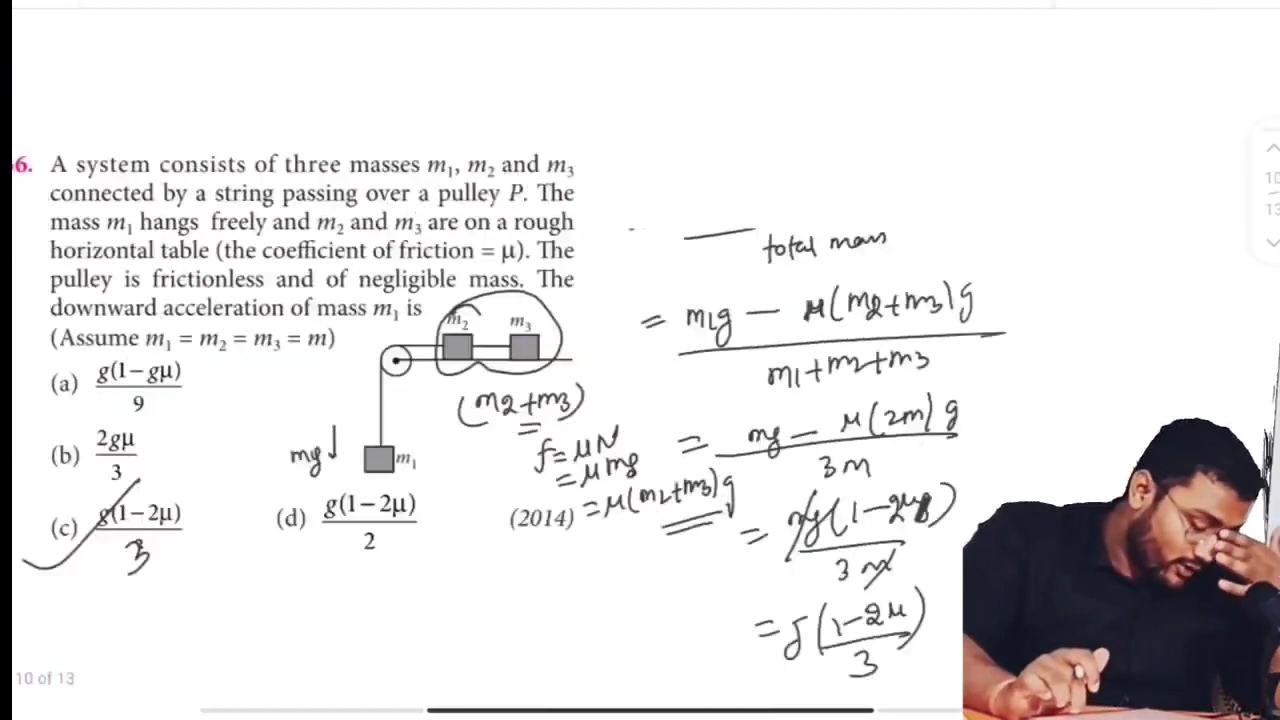 6. A system consists of three masses m₁, m₂ and m₃
connected by a string passing over a pulley P. The
mass m₁ hangs freely and m₂ and m₃ are on a rough
horizontal table (the coefficient of friction = μ). The
pulley is frictionless and of negligible mass. The
downward acceleration of mass m₁ is
(Assume m₁ = m₂ = m₃ = m)
m₂ m₃
m₁
(a) g(1–gμ)/9
(b) 2gμ/3
(c) g(1–2μ)/3
(d) g(1–2μ)/2
(2014)
mg
(m2+m3)
=
f=μN
=μmg
=μ(m2+m3)g
total mass
= m1g – μ(m2+m3)g
m1+m2+m3
= mg – μ(2m)g
3m
= mg(1–2μ)
3m
= g(1–2μ)
3
10 of 13
10
13